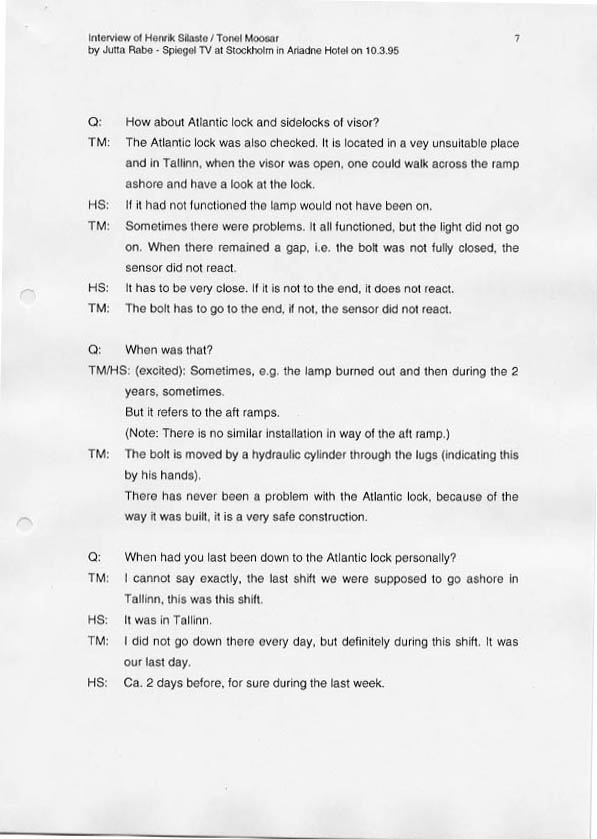 Interview of Henrik Silaste / Tonel Moosar
7
by Jutta Rabe - Spiegel TV at Stockholm in Ariadne Hotel on 10.3.95
Q: How about Atlantic lock and sidelocks of visor?
TM: The Atlantic lock was also checked. It is located in a vey unsuitable place
and in Tallinn, when the visor was open, one could walk across the ramp
ashore and have a look at the lock.
HS: If it had not functioned the lamp would not have been on.
TM: Sometimes there were problems. It all functioned, but the light did not go
on. When there remained a gap, i.e. the bolt was not fully closed, the
sensor did not react.
HS: It has to be very close. If it is not to the end, it does not react.
TM: The bolt has to go to the end, if not, the sensor did not react.
Q: When was that?
TM/HS: (excited): Sometimes, e.g. the lamp burned out and then during the 2
years, sometimes.
But it refers to the aft ramps.
(Note: There is no similar installation in way of the aft ramp.)
TM: The bolt is moved by a hydraulic cylinder through the lugs (indicating this
by his hands).
There has never been a problem with the Atlantic lock, because of the
way it was built, it is a very safe construction.
Q: When had you last been down to the Atlantic lock personally?
TM: I cannot say exactly, the last shift we were supposed to go ashore in
Tallinn, this was this shift.
HS: It was in Tallinn.
TM: I did not go down there every day, but definitely during this shift. It was
our last day.
HS: Ca. 2 days before, for sure during the last week.